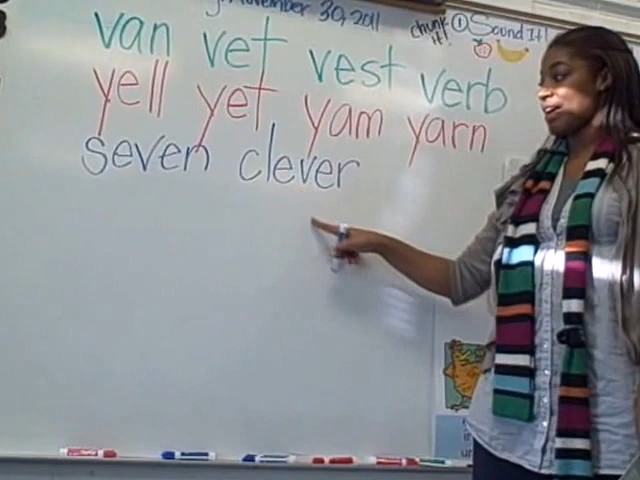 November 30, 2011
chunk it!
① Sound It!
van vet vest verb
yell yet yam yarn
seven clever